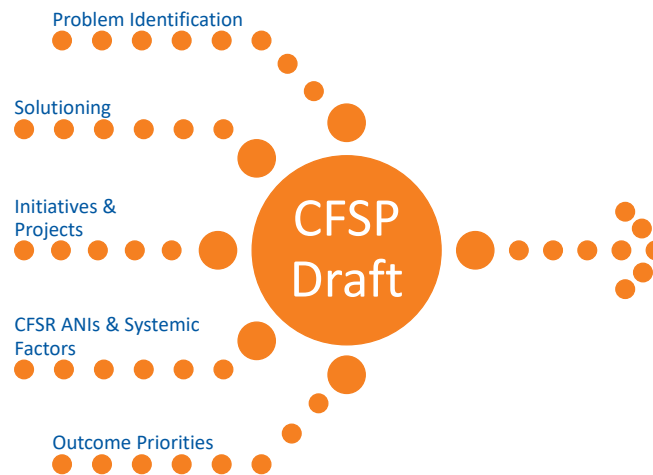 Problem Identification
Solutioning
Initiatives &
Projects
CFSP
Draft
CFSR ANIs & Systemic
Factors
Outcome Priorities